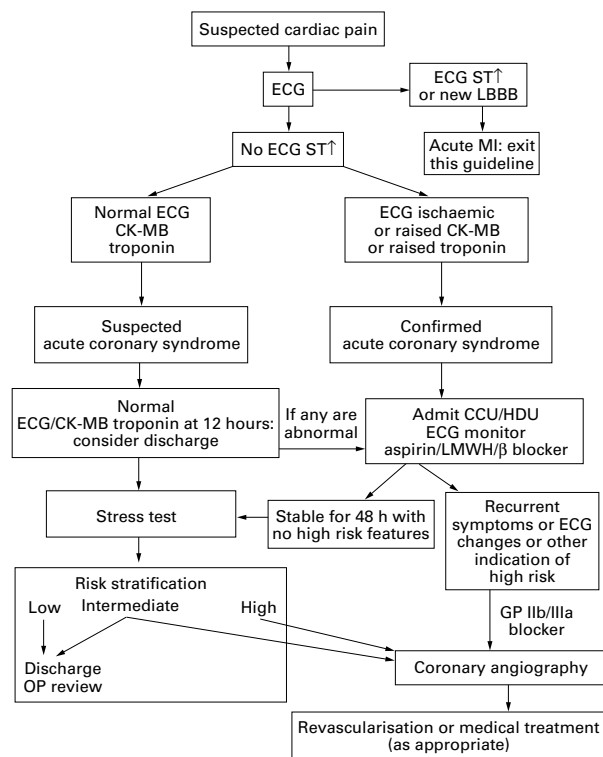 Suspected cardiac pain
ECG
ECG ST↑
or new LBBB
No ECG ST↑
Acute MI: exit
this guideline
Normal ECG
CK-MB
troponin
ECG ischaemic
or raised CK-MB
or raised troponin
Suspected
acute coronary syndrome
Confirmed
acute coronary syndrome
Normal
ECG/CK-MB troponin at 12 hours:
consider discharge
If any are
abnormal
Admit CCU/HDU
ECG monitor
aspirin/LMWH/β blocker
Stress test
Stable for 48 h with
no high risk features
Recurrent
symptoms or ECG
changes or other
indication of
high risk
Risk stratification
Low
Intermediate
High
GP IIb/IIIa
blocker
Discharge
OP review
Coronary angiography
Revascularisation or medical treatment
(as appropriate)